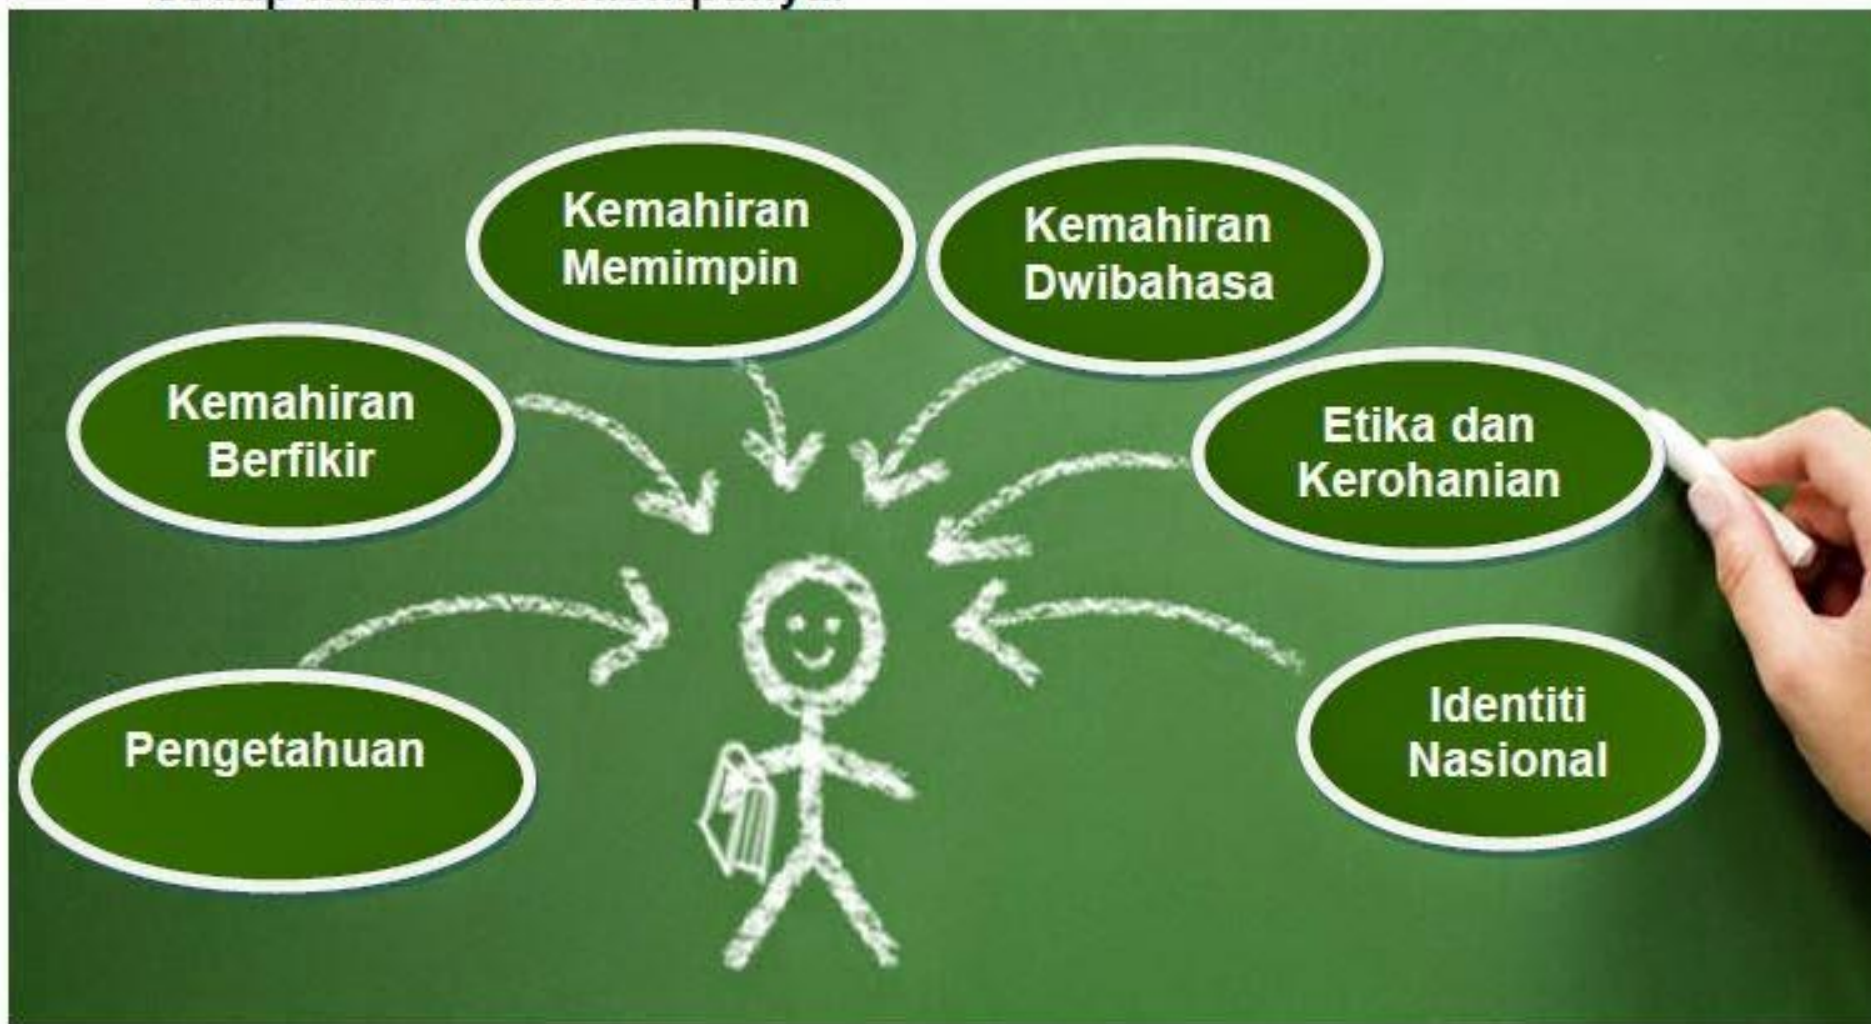 Kemahiran
Memimpin
Kemahiran
Dwibahasa
Kemahiran
Berfikir
Etika dan
Kerohanian
Pengetahuan
Identiti
Nasional